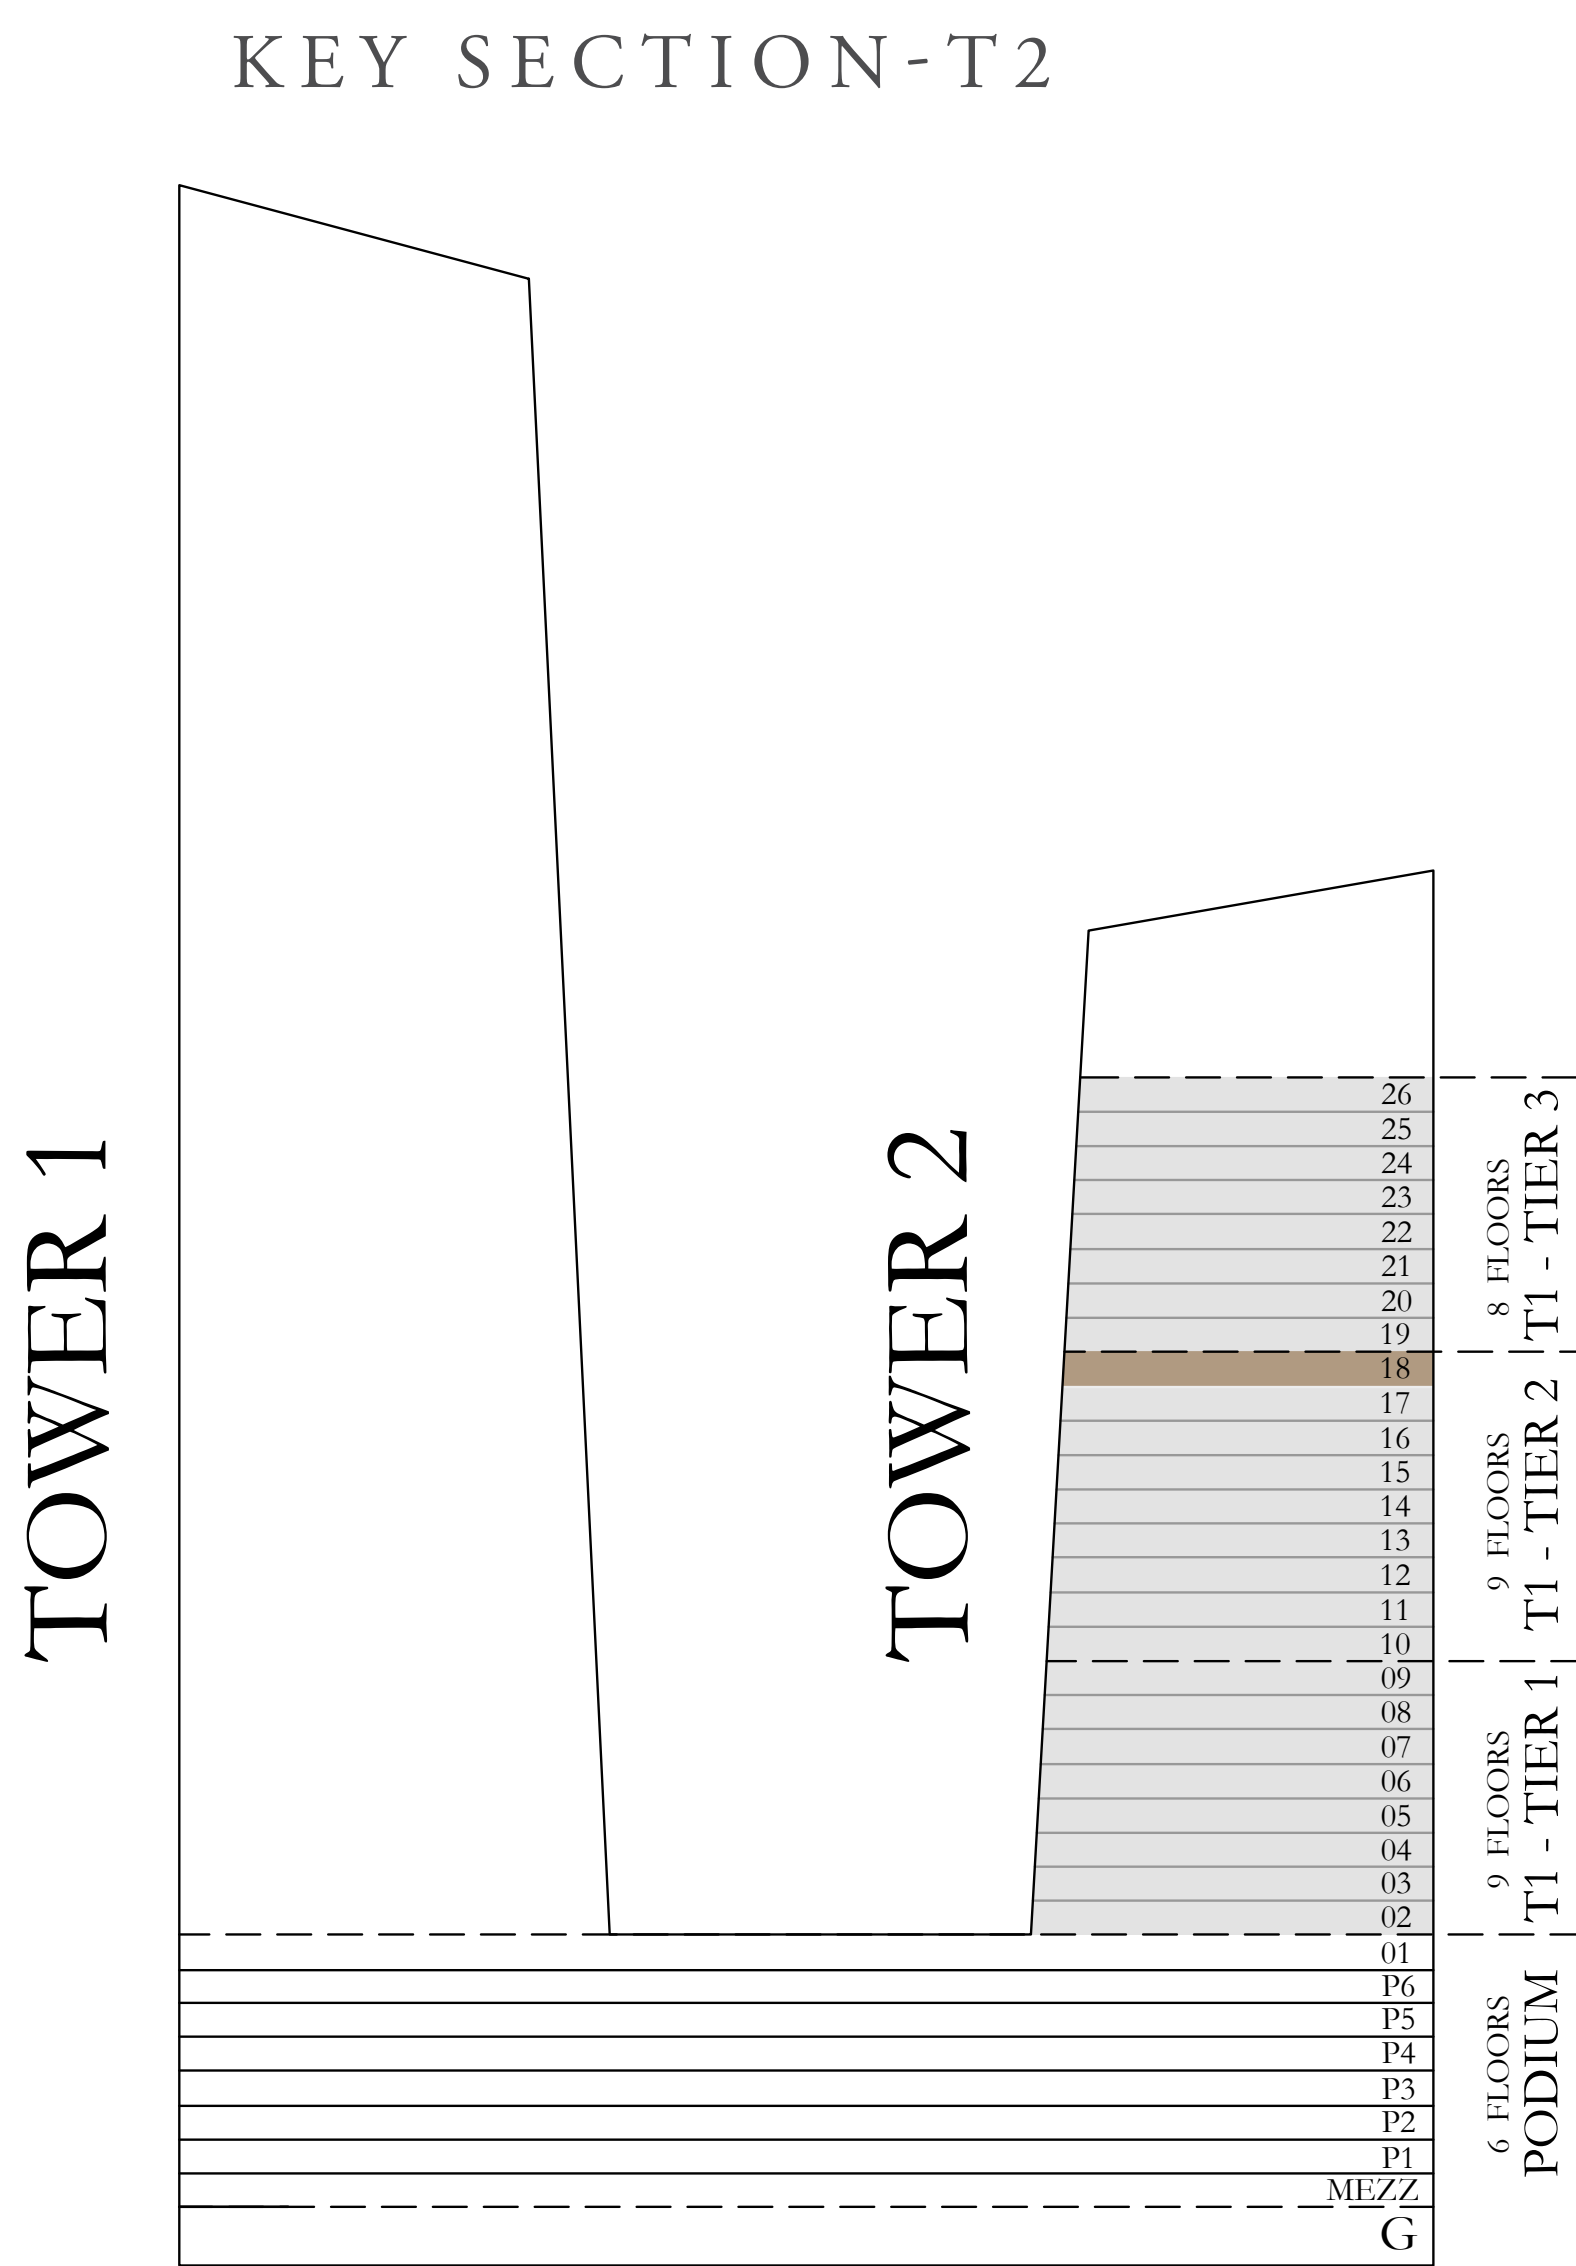 KEY SECTION-T2
TOWER 1
TOWER 2
26
25
24
23
22
21
20
19
18
17
16
15
14
13
12
11
10
09
08
07
06
05
04
03
02
01
P6
P5
P4
P3
P2
P1
MEZZ
G
8 FLOORS
T1 - TIER 3
9 FLOORS
T1 - TIER 2
9 FLOORS
T1 - TIER 1
6 FLOORS
PODIUM